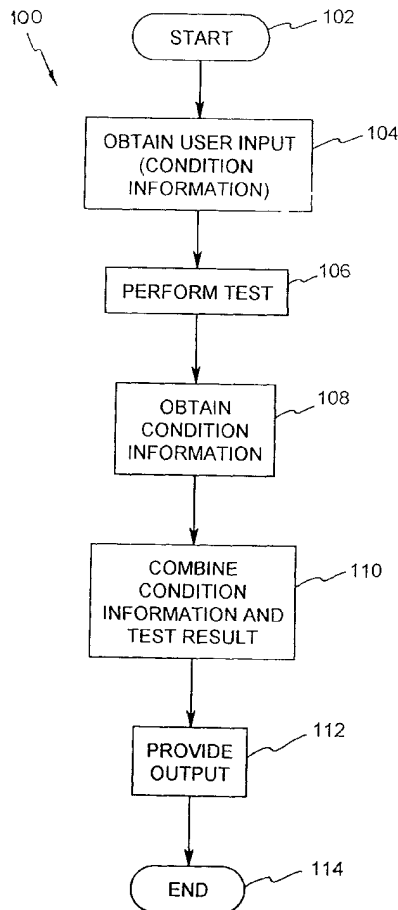 100
START
102
OBTAIN USER INPUT
(CONDITION
INFORMATION)
104
PERFORM TEST
106
OBTAIN
CONDITION
INFORMATION
108
COMBINE
CONDITION
INFORMATION AND
TEST RESULT
110
PROVIDE
OUTPUT
112
END
114